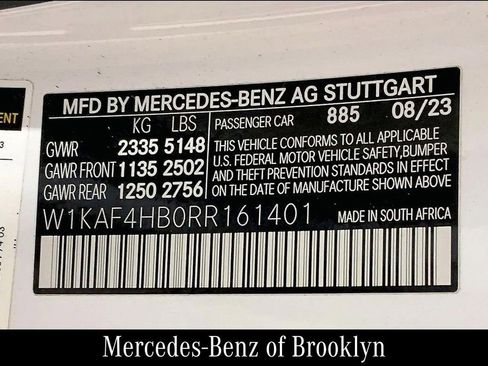 MFD BY MERCEDES-BENZ AG STUTTGART
KG LBS
GVWR 2335 5148
GAWR FRONT 1135 2502
GAWR REAR 1250 2756
PASSENGER CAR 885 08/23
THIS VEHICLE CONFORMS TO ALL APPLICABLE
U.S. FEDERAL MOTOR VEHICLE SAFETY, BUMPER
AND THEFT PREVENTION STANDARDS IN EFFECT
ON THE DATE OF MANUFACTURE SHOWN ABOVE
W1KAF4HB0RR161401 MADE IN SOUTH AFRICA
Mercedes-Benz of Brooklyn